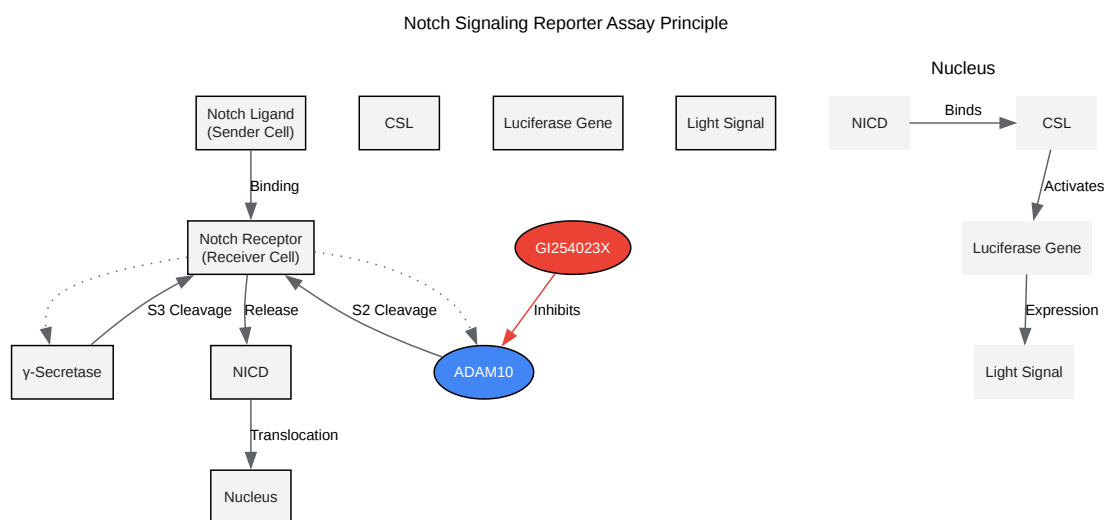 Notch Signaling Reporter Assay Principle
Nucleus
Notch Ligand
(Sender Cell)
CSL
Luciferase Gene
Light Signal
NICD
Binds
CSL
Binding
Activates
Notch Receptor
(Receiver Cell)
GI254023X
Luciferase Gene
S3 Cleavage
Release
S2 Cleavage
Inhibits
Expression
γ-Secretase
NICD
ADAM10
Light Signal
Translocation
Nucleus